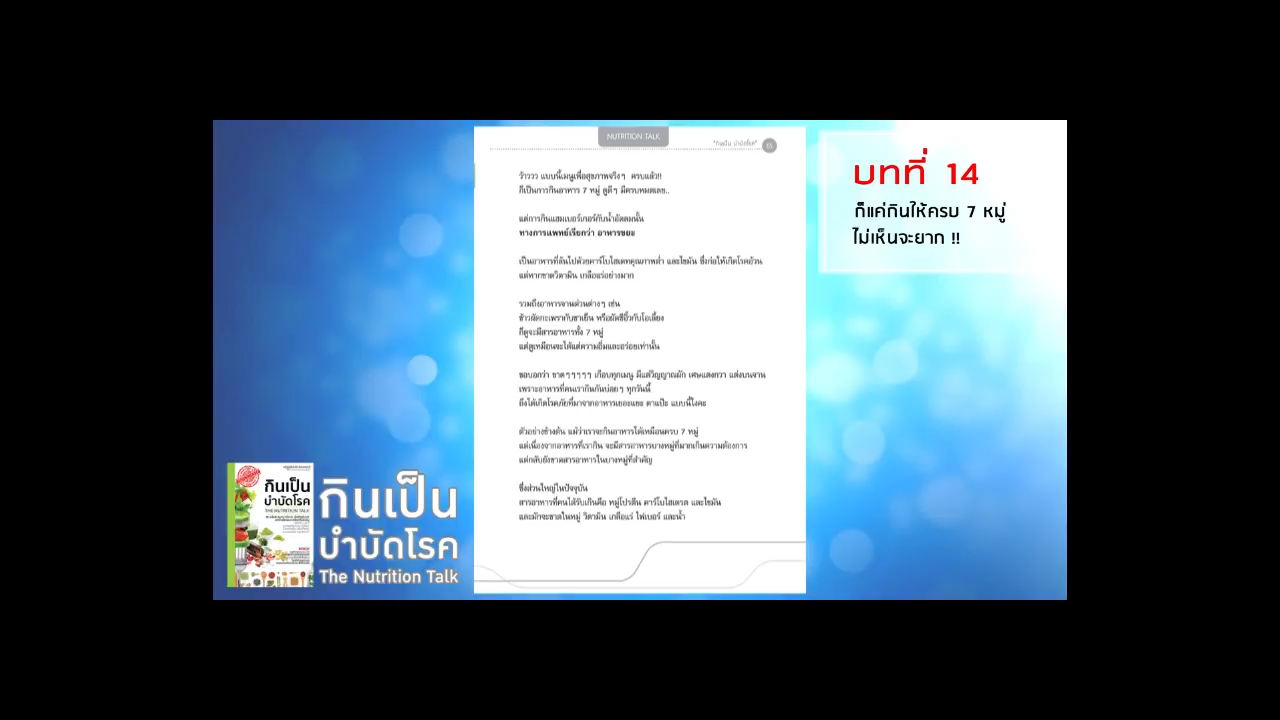 NUTRITION TALK
"กินเป็น บำบัดโรค"
ว้าววว แบบนี้เมนูเพื่อสุขภาพจริงๆ ครบแล้ว!!
ก็เป็นการกินอาหาร 7 หมู่ ดูดีๆ มีครบหมดเลย..
แต่การกินแฮมเบอร์เกอร์กับน้ำอัดลมนั้น
ทางการแพทย์เรียกว่า อาหารขยะ
เป็นอาหารที่ล้นไปด้วยคาร์โบไฮเดทคุณภาพต่ำ และไขมัน ซึ่งก่อให้เกิดโรคอ้วน
แต่หากขาดวิตามิน เกลือแร่อย่างมาก
รวมถึงอาหารจานด่วนต่างๆ เช่น
ข้าวผัดกะเพรากับชาเย็น หรือผัดซีอิ๊วกับโอเลี้ยง
ก็ดูจะมีสารอาหารทั้ง 7 หมู่
แต่ดูเหมือนจะได้แค่ความอิ่มและอร่อยเท่านั้น
ขอบอกว่า ขาดๆๆๆๆๆ เกือบทุกเมนู มีแต่วิญญาณผัก เศษแตงกวา แต่งบนจาน
เพราะอาหารที่คนเรากินกันบ่อยๆ ทุกวันนี้
ถึงได้เกิดโรคภัยที่มาจากอาหารเยอะแยะ ตาแป๊ะ แบบนี้ไงคะ
ตัวอย่างข้างต้น แม้ว่าเราจะกินอาหารได้เหมือนครบ 7 หมู่
แต่เนื่องจากอาหารที่เรากิน จะมีสารอาหารบางหมู่ที่มากเกินความต้องการ
แต่กลับยังขาดสารอาหารในบางหมู่ที่สำคัญ
ซึ่งส่วนใหญ่ในปัจจุบัน
สารอาหารที่คนได้รับเกินคือ หมู่โปรตีน คาร์โบไฮเดรต และไขมัน
และมักจะขาดในหมู่ วิตามิน เกลือแร่ ไฟเบอร์ และน้ำ
บทที่ 14
ก็แค่กินให้ครบ 7 หมู่
ไม่เห็นจะยาก !!
กินเป็น
บำบัดโรค
THE NUTRITION TALK
กินเป็น
บำบัดโรค
The Nutrition Talk